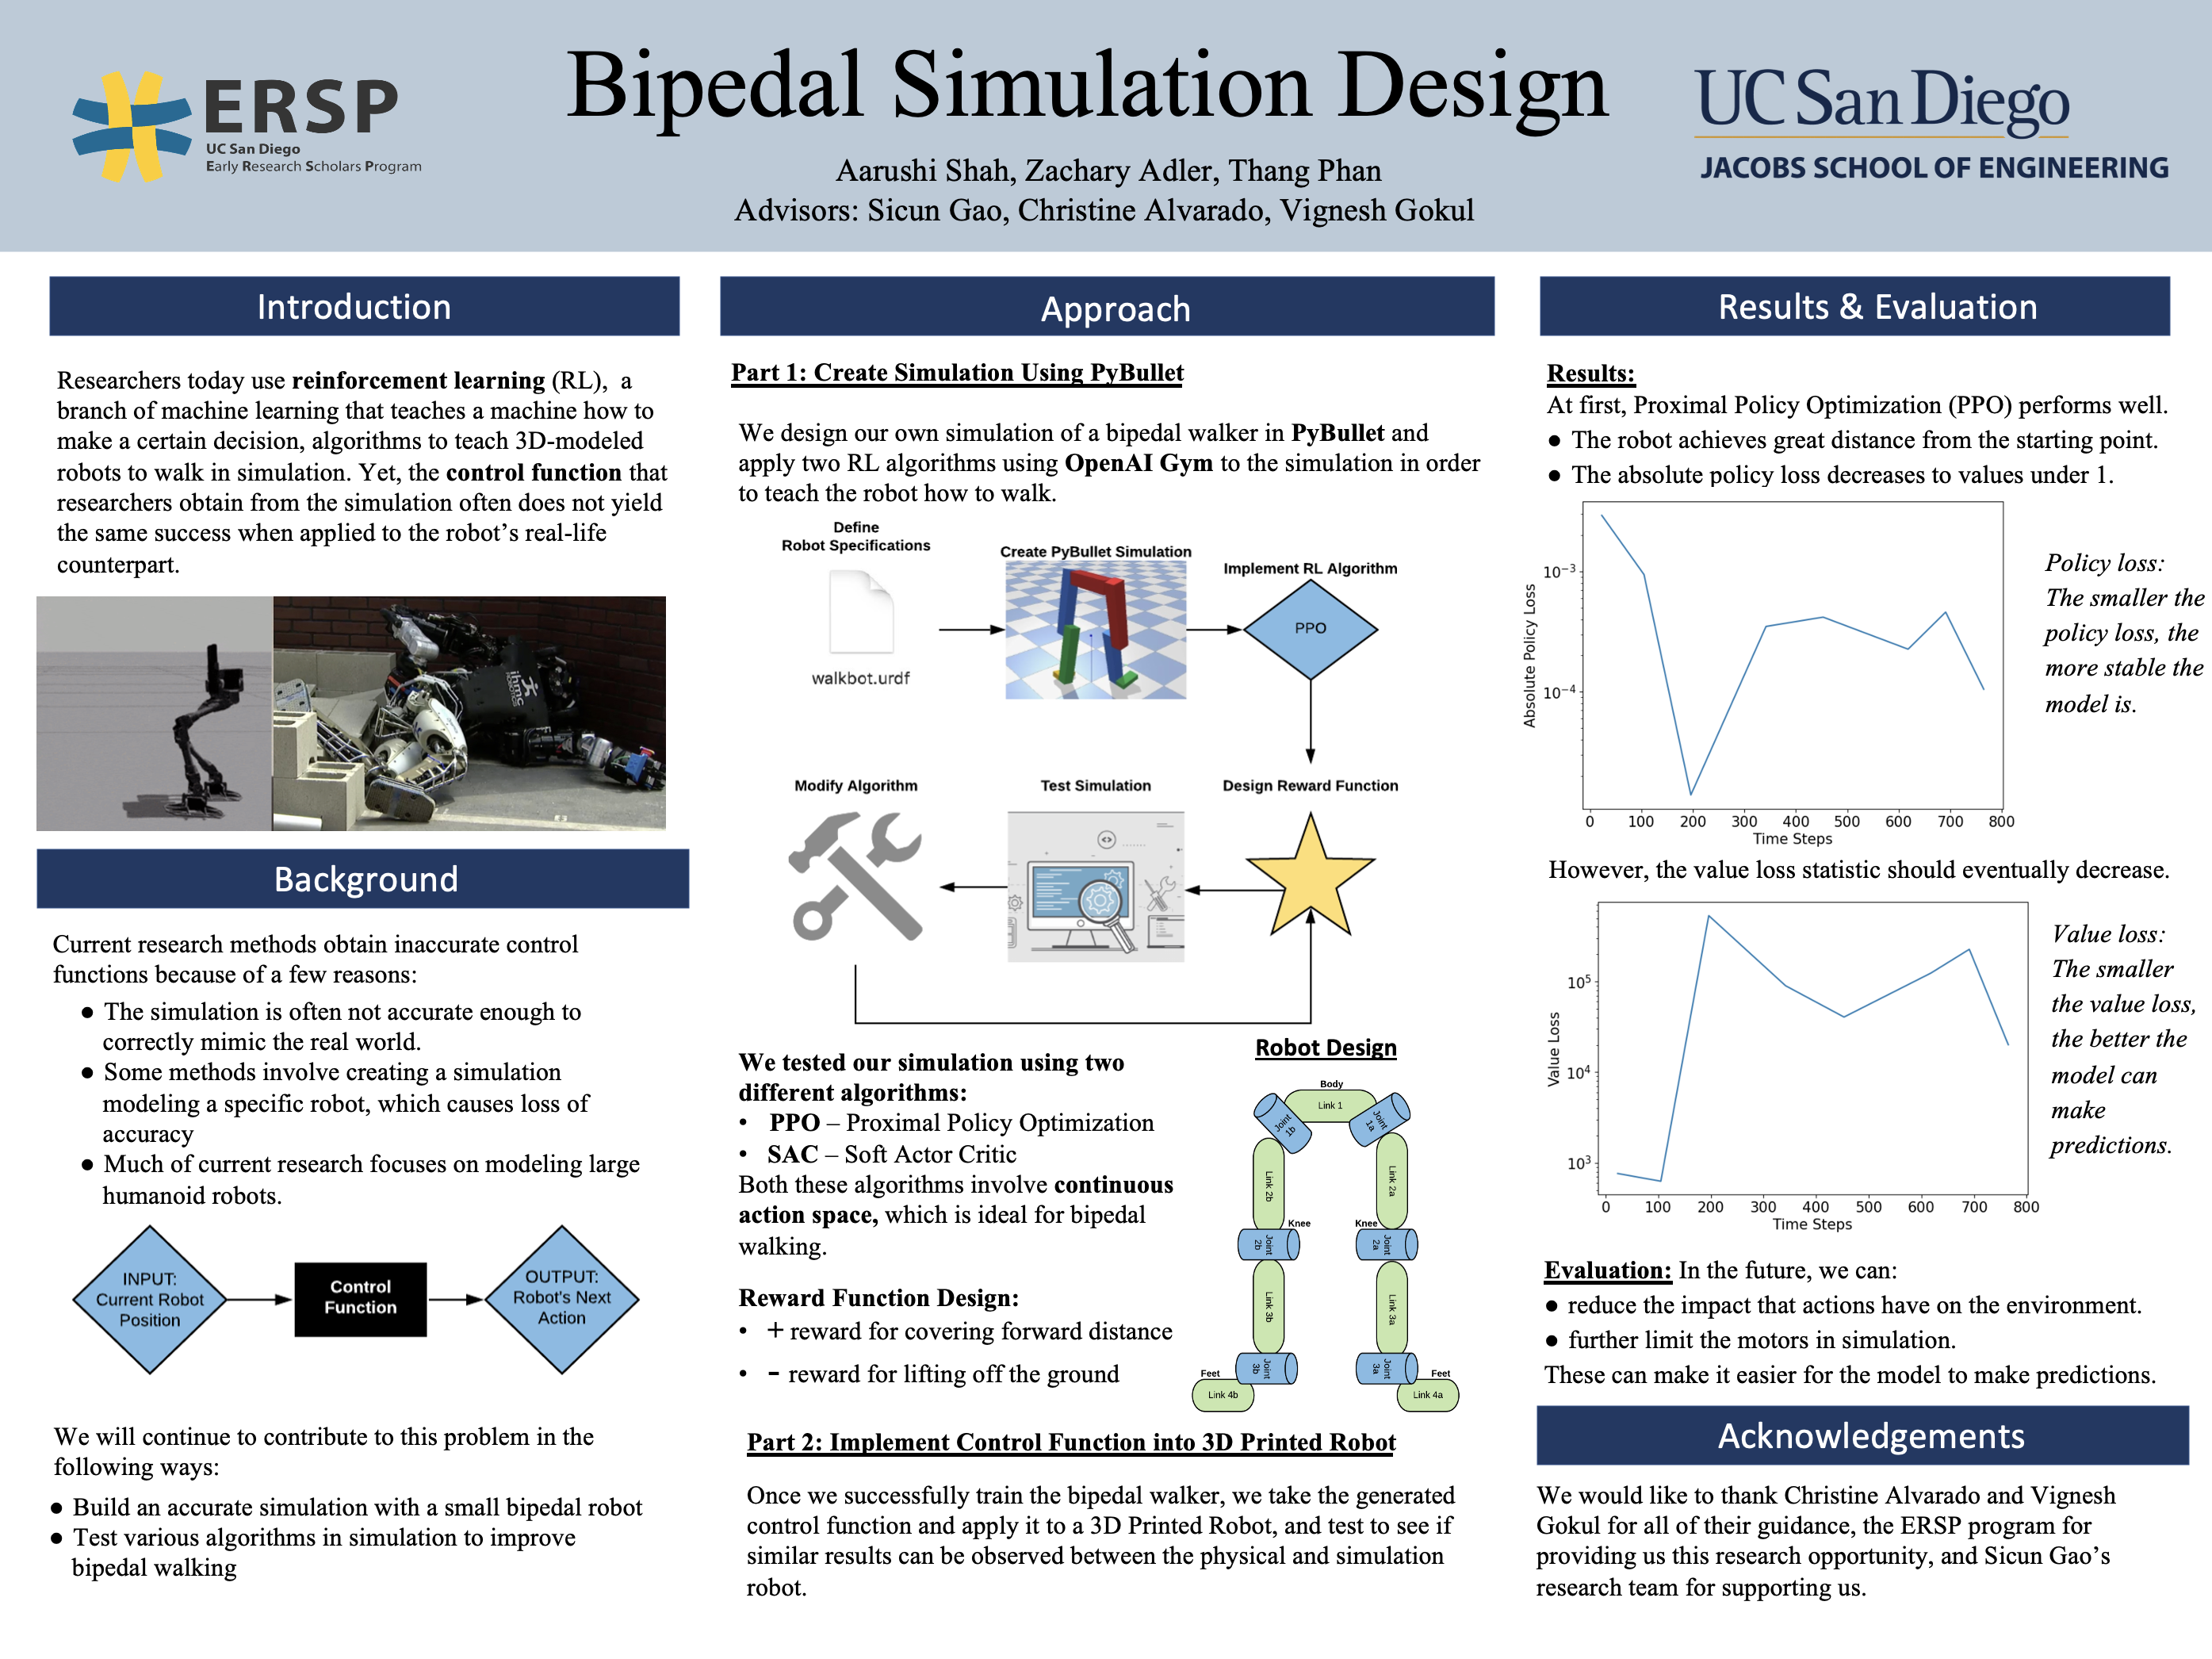 ERSP
UC San Diego
Early Research Scholars Program
Bipedal Simulation Design
Aarushi Shah, Zachary Adler, Thang Phan
Advisors: Sicun Gao, Christine Alvarado, Vignesh Gokul
UC San Diego
JACOBS SCHOOL OF ENGINEERING
Introduction
Researchers today use reinforcement learning (RL), a
branch of machine learning that teaches a machine how to
make a certain decision, algorithms to teach 3D-modeled
robots to walk in simulation. Yet, the control function that
researchers obtain from the simulation often does not yield
the same success when applied to the robot's real-life
counterpart.
ihmc
Background
Current research methods obtain inaccurate control
functions because of a few reasons:
● The simulation is often not accurate enough to
correctly mimic the real world.
● Some methods involve creating a simulation
modeling a specific robot, which causes loss of
accuracy
● Much of current research focuses on modeling large
humanoid robots.
INPUT:
Current Robot
Position
Control
Function
OUTPUT:
Robot's Next
Action
We will continue to contribute to this problem in the
following ways:
● Build an accurate simulation with a small bipedal robot
● Test various algorithms in simulation to improve
bipedal walking
Approach
Part 1: Create Simulation Using PyBullet
We design our own simulation of a bipedal walker in PyBullet and
apply two RL algorithms using OpenAI Gym to the simulation in order
to teach the robot how to walk.
Define
Robot Specifications
walkbot.urdf
Create PyBullet Simulation
Implement RL Algorithm
PPO
Modify Algorithm
Test Simulation
Design Reward Function
We tested our simulation using two
different algorithms:
• PPO – Proximal Policy Optimization
• SAC – Soft Actor Critic
Both these algorithms involve continuous
action space, which is ideal for bipedal
walking.
Reward Function Design:
• + reward for covering forward distance
• - reward for lifting off the ground
Robot Design
Body
Link 1
Joint 1b
Joint 1a
Link 2b
Link 2a
Knee
Knee
Joint 2b
Joint 2a
Link 3b
Link 3a
Joint 3b
Joint 3a
Feet
Feet
Link 4b
Link 4a
Part 2: Implement Control Function into 3D Printed Robot
Once we successfully train the bipedal walker, we take the generated
control function and apply it to a 3D Printed Robot, and test to see if
similar results can be observed between the physical and simulation
robot.
Results & Evaluation
Results:
At first, Proximal Policy Optimization (PPO) performs well.
● The robot achieves great distance from the starting point.
● The absolute policy loss decreases to values under 1.
Absolute Policy Loss
10⁻³
10⁻⁴
0 100 200 300 400 500 600 700 800
Time Steps
Policy loss:
The smaller the
policy loss, the
more stable the
model is.
However, the value loss statistic should eventually decrease.
Value Loss
10⁵
10⁴
10³
0 100 200 300 400 500 600 700 800
Time Steps
Value loss:
The smaller
the value loss,
the better the
model can
make
predictions.
Evaluation: In the future, we can:
● reduce the impact that actions have on the environment.
● further limit the motors in simulation.
These can make it easier for the model to make predictions.
Acknowledgements
We would like to thank Christine Alvarado and Vignesh
Gokul for all of their guidance, the ERSP program for
providing us this research opportunity, and Sicun Gao's
research team for supporting us.